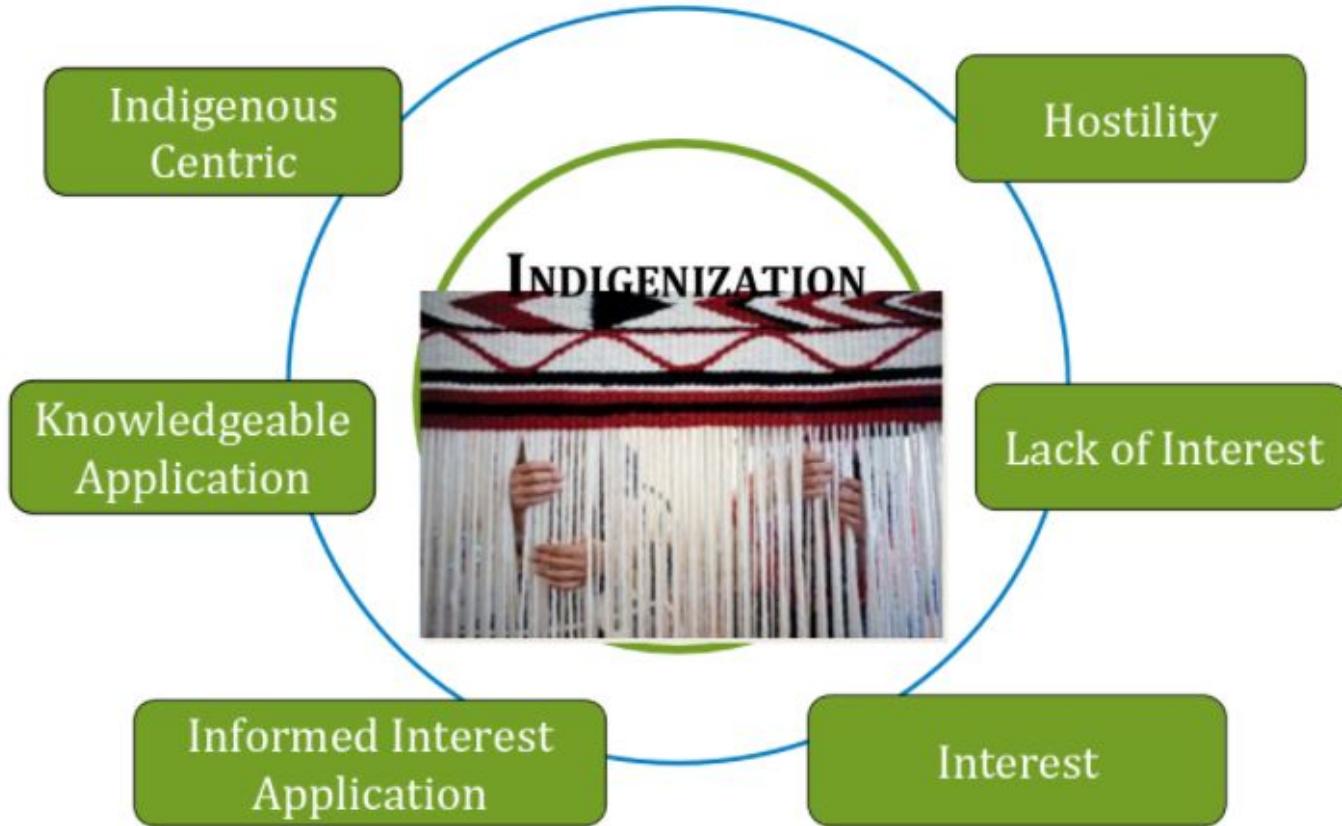 Indigenous
Centric
Hostility
INDIGENIZATION
Knowledgeable
Application
Lack of Interest
Informed Interest
Application
Interest